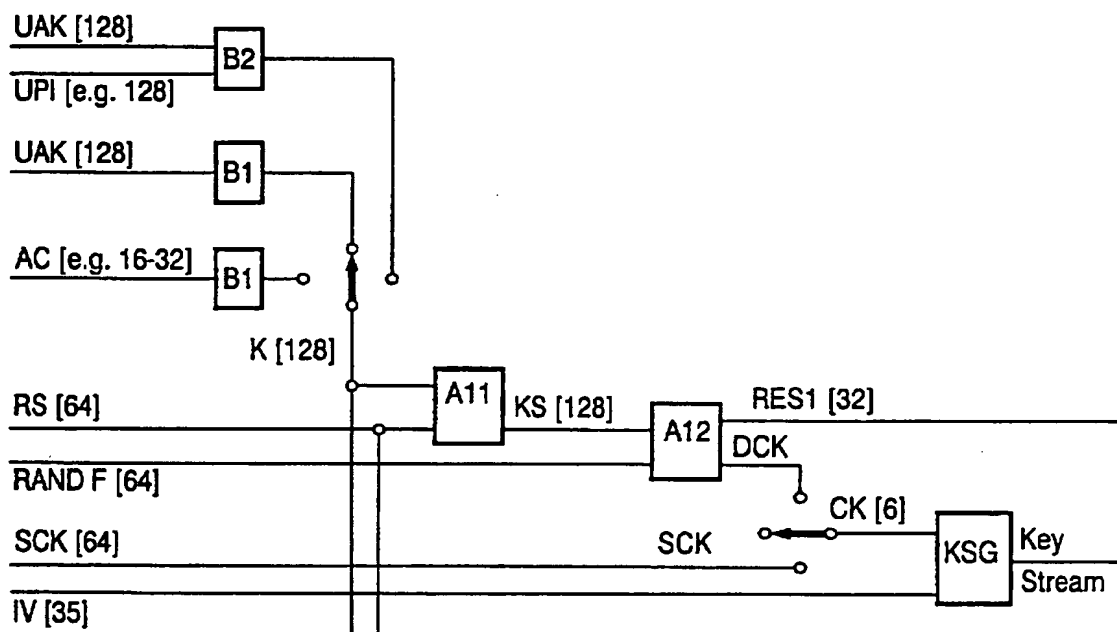 UAK [128]
B2
UPI [e.g. 128]
UAK [128]
B1
AC [e.g. 16-32]
B1
K [128]
A11
RS [64]
KS [128]
RES1 [32]
A12
DCK
RAND F [64]
CK [6]
SCK [64]
SCK
KSG
Key
Stream
IV [35]